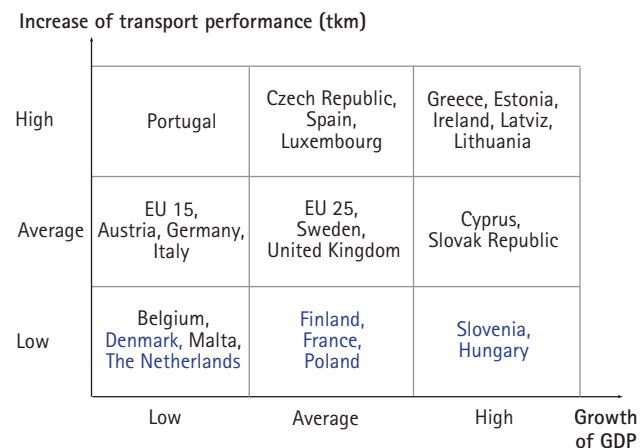 Increase of transport performance (tkm)
High
Portugal
Czech Republic,
Spain,
Luxembourg
Greece, Estonia,
Ireland, Latviz,
Lithuania
Average
EU 15,
Austria, Germany,
Italy
EU 25,
Sweden,
United Kingdom
Cyprus,
Slovak Republic
Low
Belgium,
Denmark, Malta,
The Netherlands
Finland,
France,
Poland
Slovenia,
Hungary
Low
Average
High
Growth
of GDP